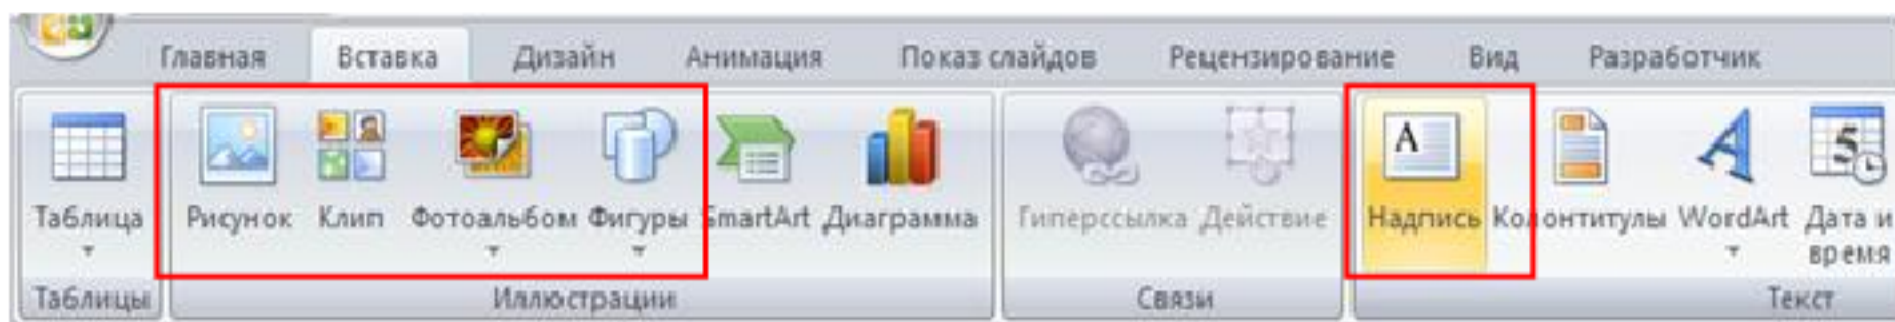 Главная Вставка Дизайн Анимация Показ слайдов Рецензирование Вид Разработчик
Таблица Рисунок Клип Фотоальбом Фигуры SmartArt Диаграмма Гиперссылка Действие Надпись Колонтитулы WordArt Дата и
время
Таблицы Иллюстрации Связи Текст